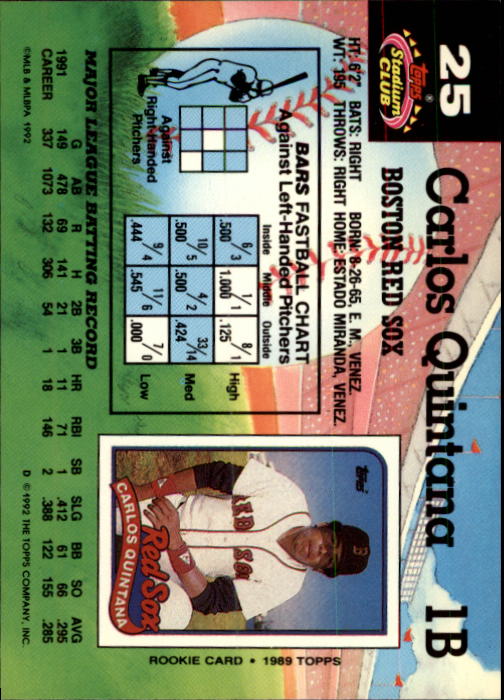 25
Topps
Stadium
CLUB
Carlos Quintana 1B
BOSTON RED SOX
HT: 6'2" BATS: RIGHT BORN 8-26-65, E. M., VENEZ.
WT: 195 THROWS: RIGHT HOME: ESTADO MIRANDA, VENEZ.
BARS FASTBALL CHART
Against Left-Handed Pitchers
Inside Middle Outside
6/3 .500 1/1 1.000 8/1 .125 High
10/5 .500 4/2 .500 33/14 .424 Med
9/4 .444 11/6 .545 7/0 .000 Low
Against
Right-Handed
Pitchers
MAJOR LEAGUE BATTING RECORD
G AB R H 2B 3B HR RBI SB SLG BB SO AVG
1991 149 478 69 141 21 1 11 71 1 .412 61 66 .295
CAREER 337 1073 132 306 54 1 18 146 2 .388 122 155 .285
©MLB & MLBPA 1992
D ©1992 THE TOPPS COMPANY, INC.
Topps
RED SOX
Red Sox
CARLOS QUINTANA
ROOKIE CARD • 1989 TOPPS